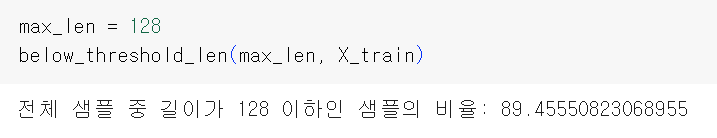 max_len = 128
below_threshold_len(max_len, X_train)
전체 샘플 중 길이가 128 이하인 샘플의 비율: 89.45550823068955